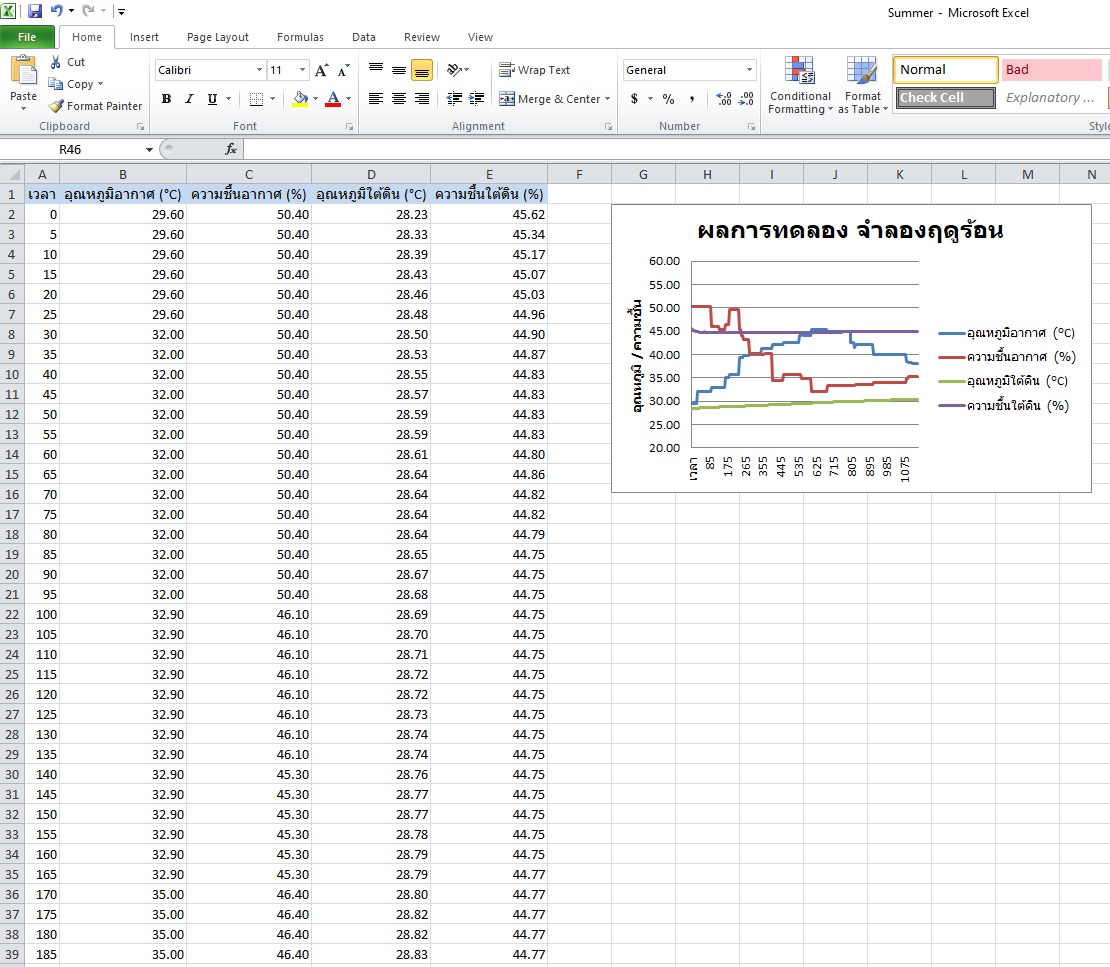 Summer - Microsoft Excel
File Home Insert Page Layout Formulas Data Review View
Paste
Cut
Copy
Format Painter
Clipboard
Calibri 11
B I U
Font
Wrap Text
Merge & Center
Alignment
General
$ % , .00 .00
Number
Conditional Formatting
Format as Table
Normal Bad
Check Cell Explanatory ...
Style
R46 fx
A B C D E F G H I J K L M N
1 เวลา อุณหภูมิอากาศ (°C) ความชื้นอากาศ (%) อุณหภูมิใต้ดิน (°C) ความชื้นใต้ดิน (%)
2 0 29.60 50.40 28.23 45.62
3 5 29.60 50.40 28.33 45.34
4 10 29.60 50.40 28.39 45.17
5 15 29.60 50.40 28.43 45.07
6 20 29.60 50.40 28.46 45.03
7 25 29.60 50.40 28.48 44.96
8 30 32.00 50.40 28.50 44.90
9 35 32.00 50.40 28.53 44.87
10 40 32.00 50.40 28.55 44.83
11 45 32.00 50.40 28.57 44.83
12 50 32.00 50.40 28.59 44.83
13 55 32.00 50.40 28.59 44.83
14 60 32.00 50.40 28.61 44.80
15 65 32.00 50.40 28.64 44.86
16 70 32.00 50.40 28.64 44.82
17 75 32.00 50.40 28.64 44.82
18 80 32.00 50.40 28.64 44.79
19 85 32.00 50.40 28.65 44.75
20 90 32.00 50.40 28.67 44.75
21 95 32.00 50.40 28.68 44.75
22 100 32.90 46.10 28.69 44.75
23 105 32.90 46.10 28.70 44.75
24 110 32.90 46.10 28.71 44.75
25 115 32.90 46.10 28.72 44.75
26 120 32.90 46.10 28.72 44.75
27 125 32.90 46.10 28.73 44.75
28 130 32.90 46.10 28.74 44.75
29 135 32.90 46.10 28.74 44.75
30 140 32.90 45.30 28.76 44.75
31 145 32.90 45.30 28.77 44.75
32 150 32.90 45.30 28.77 44.75
33 155 32.90 45.30 28.78 44.75
34 160 32.90 45.30 28.79 44.75
35 165 32.90 45.30 28.79 44.77
36 170 35.00 46.40 28.80 44.77
37 175 35.00 46.40 28.82 44.77
38 180 35.00 46.40 28.82 44.77
39 185 35.00 46.40 28.83 44.77
ผลการทดลอง จำลองฤดูร้อน
อุณหภูมิ / ความชื้น
60.00
55.00
50.00
45.00
40.00
35.00
30.00
25.00
20.00
เวลา 85 175 265 355 445 535 625 715 805 895 985 1075
อุณหภูมิอากาศ (°C)
ความชื้นอากาศ (%)
อุณหภูมิใต้ดิน (°C)
ความชื้นใต้ดิน (%)